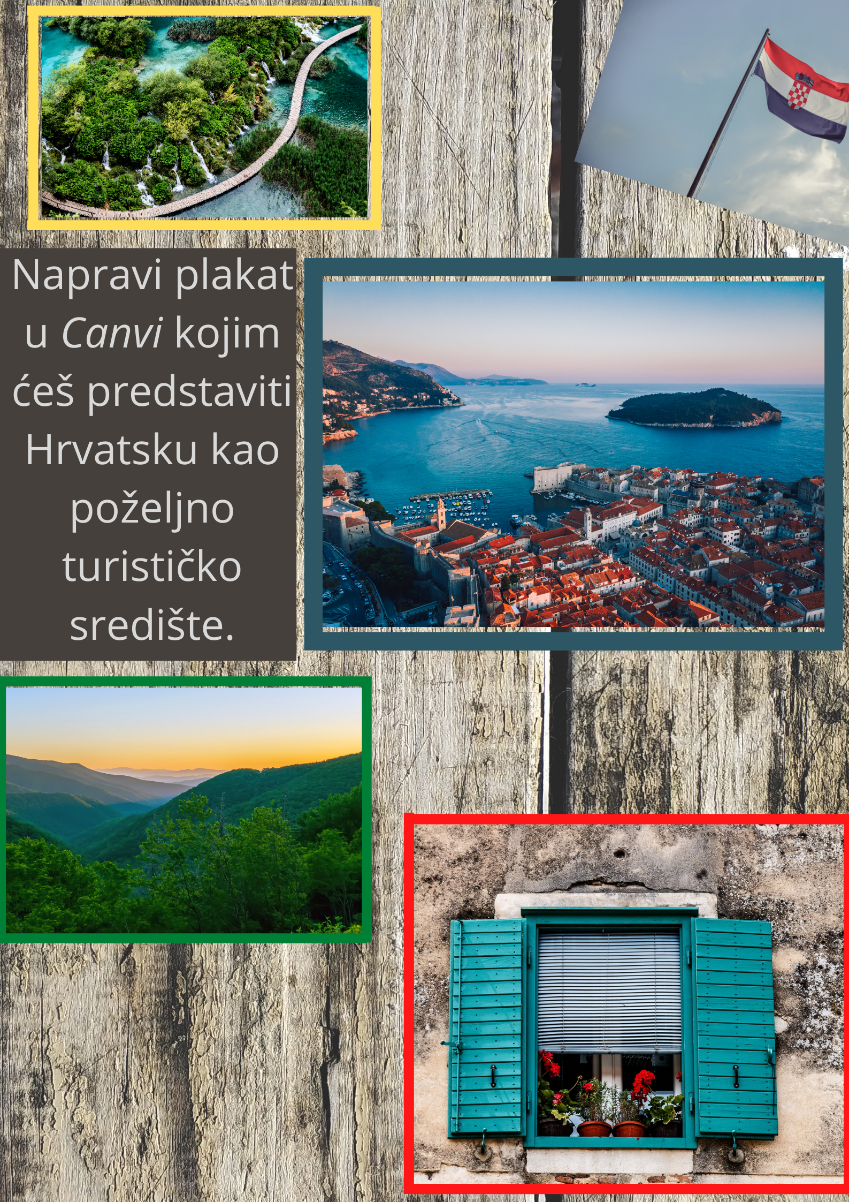 Napravi plakat
u Canvi kojim
ćeš predstaviti
Hrvatsku kao
poželjno
turističko
središte.